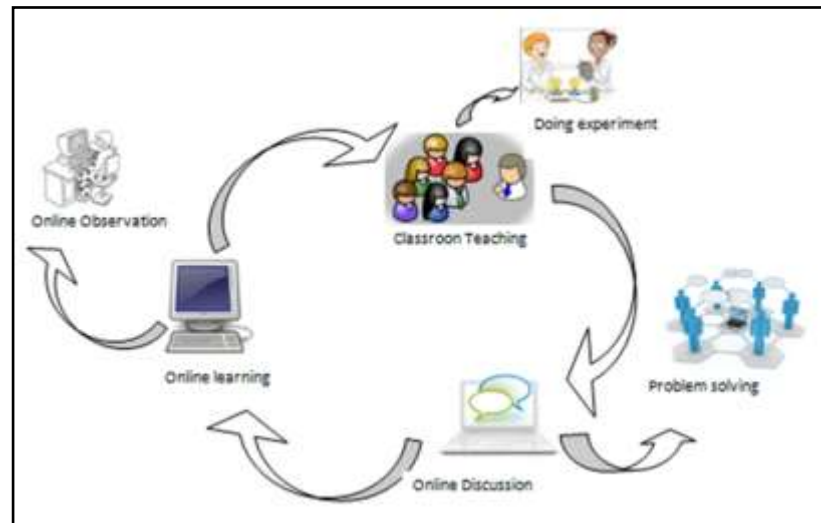 Doing experiment
Online Observation
Classroon Teaching
Online learning
Problem solving
Online Discussion